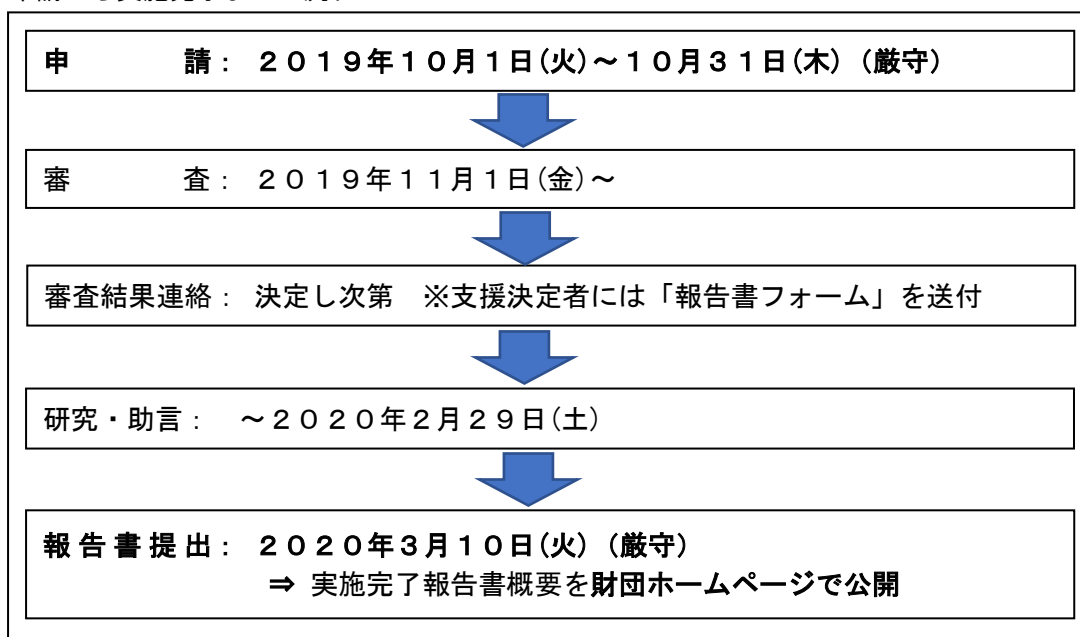 申　　　請： ２０１９年１０月１日(火)～１０月３１日(木)（厳守）
審　　　査： ２０１９年１１月１日(金)～
審査結果連絡： 決定し次第　※支援決定者には「報告書フォーム」を送付
研究・助言：　～２０２０年２月２９日(土)
報告書提出： ２０２０年３月１０日(火)（厳守）
⇒ 実施完了報告書概要を財団ホームページで公開